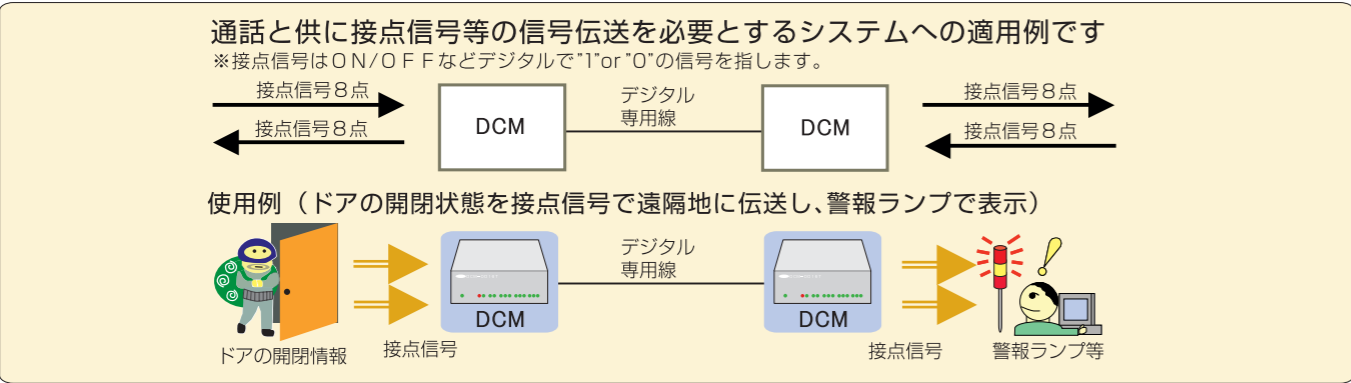 通話と供に接点信号等の信号伝送を必要とするシステムへの適用例です
※接点信号はＯＮ/ＯＦＦなどデジタルで"1"or "0"の信号を指します。
接点信号８点
接点信号８点
DCM
デジタル
専用線
DCM
接点信号８点
接点信号８点
使用例（ドアの開閉状態を接点信号で遠隔地に伝送し、警報ランプで表示）
デジタル
専用線
DCM
DCM
ドアの開閉情報
接点信号
接点信号
警報ランプ等